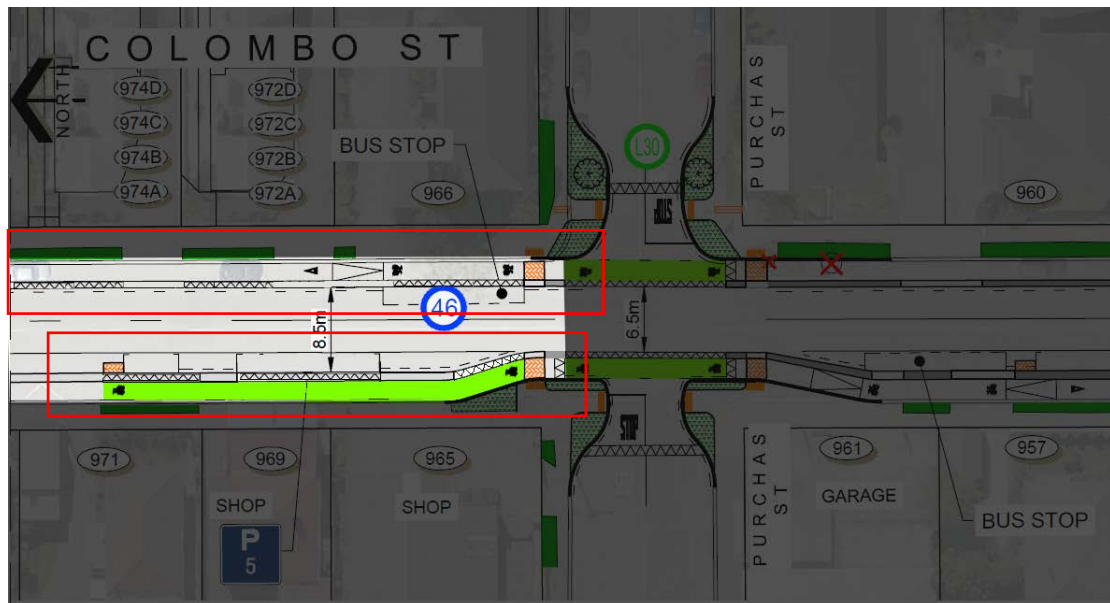 COLOMBO ST
NORTH
974D
972D
974C
972C
974B
972B
974A
972A
BUS STOP
966
L30
PURCHAS
ST
960
STOP
46
8.5m
6.5m
STOP
971
969
965
961
957
SHOP
SHOP
GARAGE
P
5
PURCHAS
ST
BUS STOP